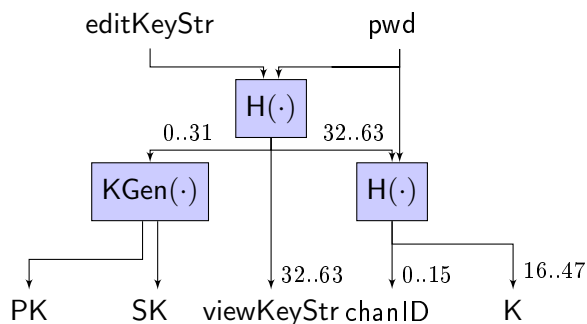 editKeyStr pwd
H(·)
0..31 32..63
KGen(·) H(·)
32..63 0..15 16..47
PK SK viewKeyStr chanID K